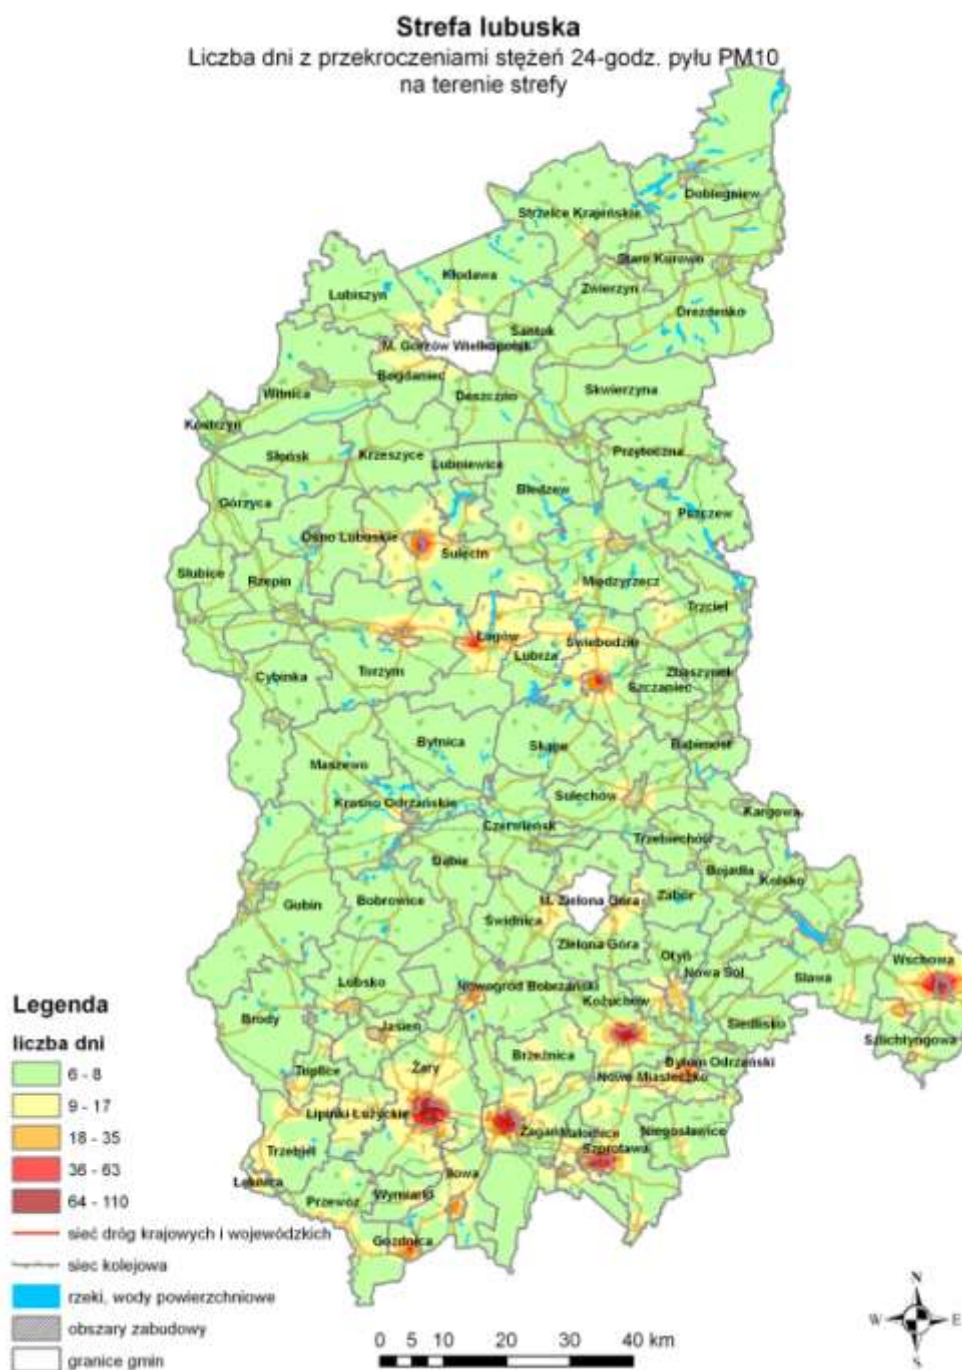 Strefa lubuska
Liczba dni z przekroczeniami stężeń 24-godz. pyłu PM10
na terenie strefy
Dobiegniew
Strzelce Krajeńskie
Stare Kurowo
Kłodawa
Zwierzyn
Lubiszyn
Drezdenko
Santok
M. Gorzów Wielkopolski
Bogdaniec
Skwierzyna
Witnica
Deszczno
Kostrzyn
Przytoczna
Słońsk
Krzeszyce
Lubniewice
Bledzew
Górzyca
Pszczew
Ośno Lubuskie
Sulęcin
Słubice
Rzepin
Międzyrzecz
Trzciel
Łagów
Świebodzin
Lubrza
Cybinka
Torzym
Zbąszynek
Szczaniec
Bytnica
Skąpe
Babimost
Maszewo
Sulechów
Krosno Odrzańskie
Kargowa
Czerwieńsk
Trzebiechów
Dąbie
Bojadła
Kolsko
Gubin
Bobrowice
M. Zielona Góra
Zabór
Świdnica
Zielona Góra
Otyń
Wschowa
Nowa Sól
Sława
Lubsko
Nowogród Bobrzański
Kożuchów
Brody
Siedlisko
Jasień
Szlichtyngowa
Brzeźnica
Bytom Odrzański
Tuplice
Żary
Nowe Miasteczko
Lipinki Łużyckie
Żagań
Małomice
Niegosławice
Trzebiel
Szprotawa
Iłowa
Łęknica
Przewóz
Wymiarki
Gozdnica
Legenda
liczba dni
6 - 8
9 - 17
18 - 35
36 - 63
64 - 110
sieć dróg krajowych i wojewódzkich
siec kolejowa
rzeki, wody powierzchniowe
obszary zabudowy
granice gmin
0 5 10 20 30 40 km
N
W E
S